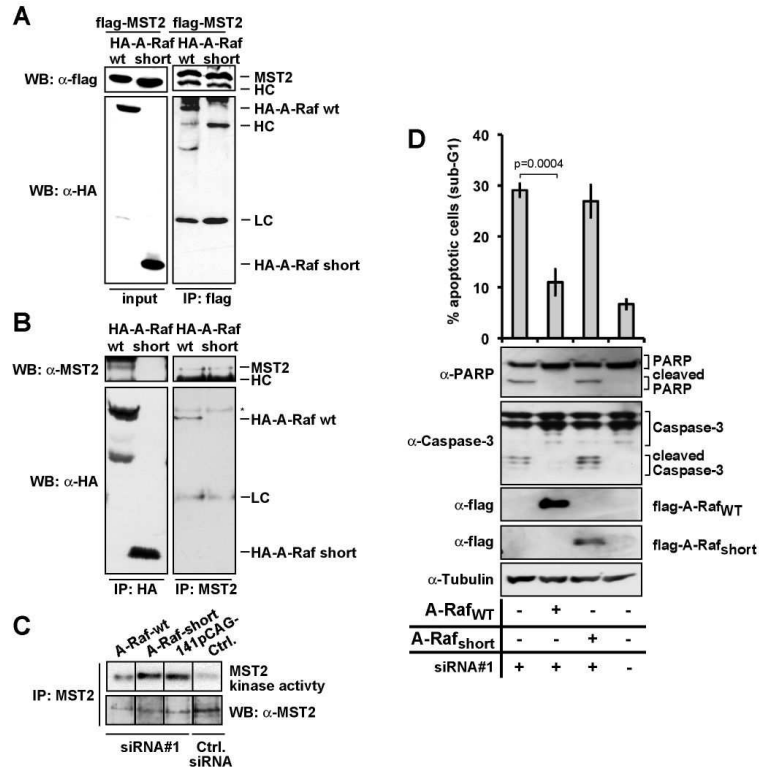 A
flag-MST2 flag-MST2
HA-A-Raf HA-A-Raf
wt short wt short
WB: α-flag
MST2
HC
HA-A-Raf wt
HC
WB: α-HA
LC
HA-A-Raf short
input IP: flag
B
HA-A-Raf HA-A-Raf
wt short wt short
WB: α-MST2
MST2
HC
*
HA-A-Raf wt
WB: α-HA
LC
HA-A-Raf short
IP: HA IP: MST2
C
A-Raf-wt
A-Raf-short
141pCAG-
Ctrl.
IP: MST2
MST2
kinase activty
WB: α-MST2
siRNA#1 Ctrl.
siRNA
D
% apoptotic cells (sub-G1)
40
30
20
10
0
p=0.0004
α-PARP
PARP
cleaved
PARP
α-Caspase-3
Caspase-3
cleaved
Caspase-3
α-flag flag-A-RafWT
α-flag flag-A-Rafshort
α-Tubulin
A-RafWT - + - -
A-Rafshort - - + -
siRNA#1 + + + -